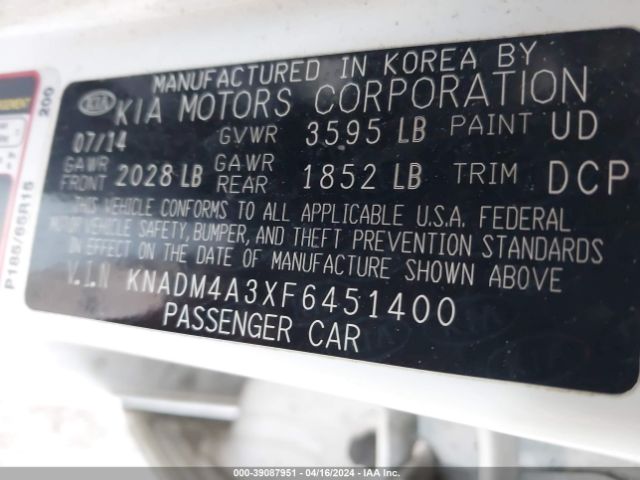 MANUFACTURED IN KOREA BY
KIA KIA MOTORS CORPORATION
07/14 GVWR 3595 LB PAINT UD
GAWR FRONT 2028 LB GAWR REAR 1852 LB TRIM DCP
THIS VEHICLE CONFORMS TO ALL APPLICABLE U.S.A. FEDERAL
MOTOR VEHICLE SAFETY, BUMPER, AND THEFT PREVENTION STANDARDS
IN EFFECT ON THE DATE OF MANUFACTURE SHOWN ABOVE
V.I.N KNADM4A3XF6451400
PASSENGER CAR
200
P185/65R15
000-39087951 | 04/16/2024 | IAA Inc.